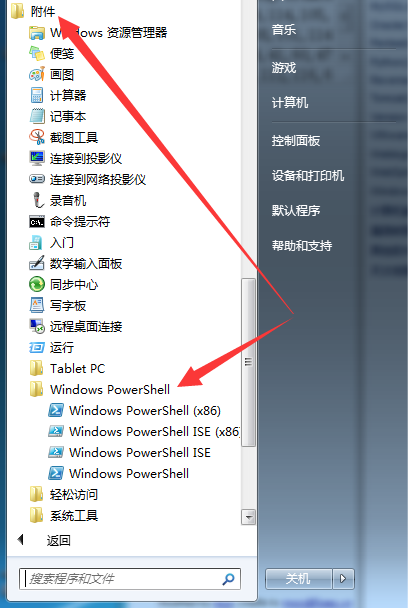 附件
Windows 资源管理器
便笺
画图
计算器
记事本
截图工具
连接到投影仪
连接到网络投影仪
录音机
命令提示符
入门
数学输入面板
同步中心
写字板
远程桌面连接
运行
Tablet PC
Windows PowerShell
Windows PowerShell (x86)
Windows PowerShell ISE (x86
Windows PowerShell ISE
Windows PowerShell
轻松访问
系统工具
返回
搜索程序和文件
音乐
游戏
计算机
控制面板
设备和打印机
默认程序
帮助和支持
关机